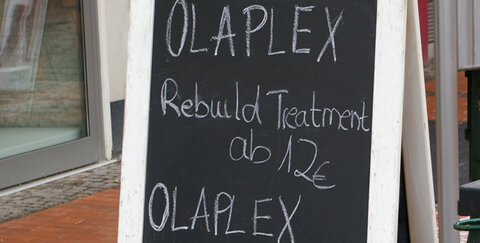 OLAPLEX
Rebuild Treatment
ab 12€
OLAPLEX